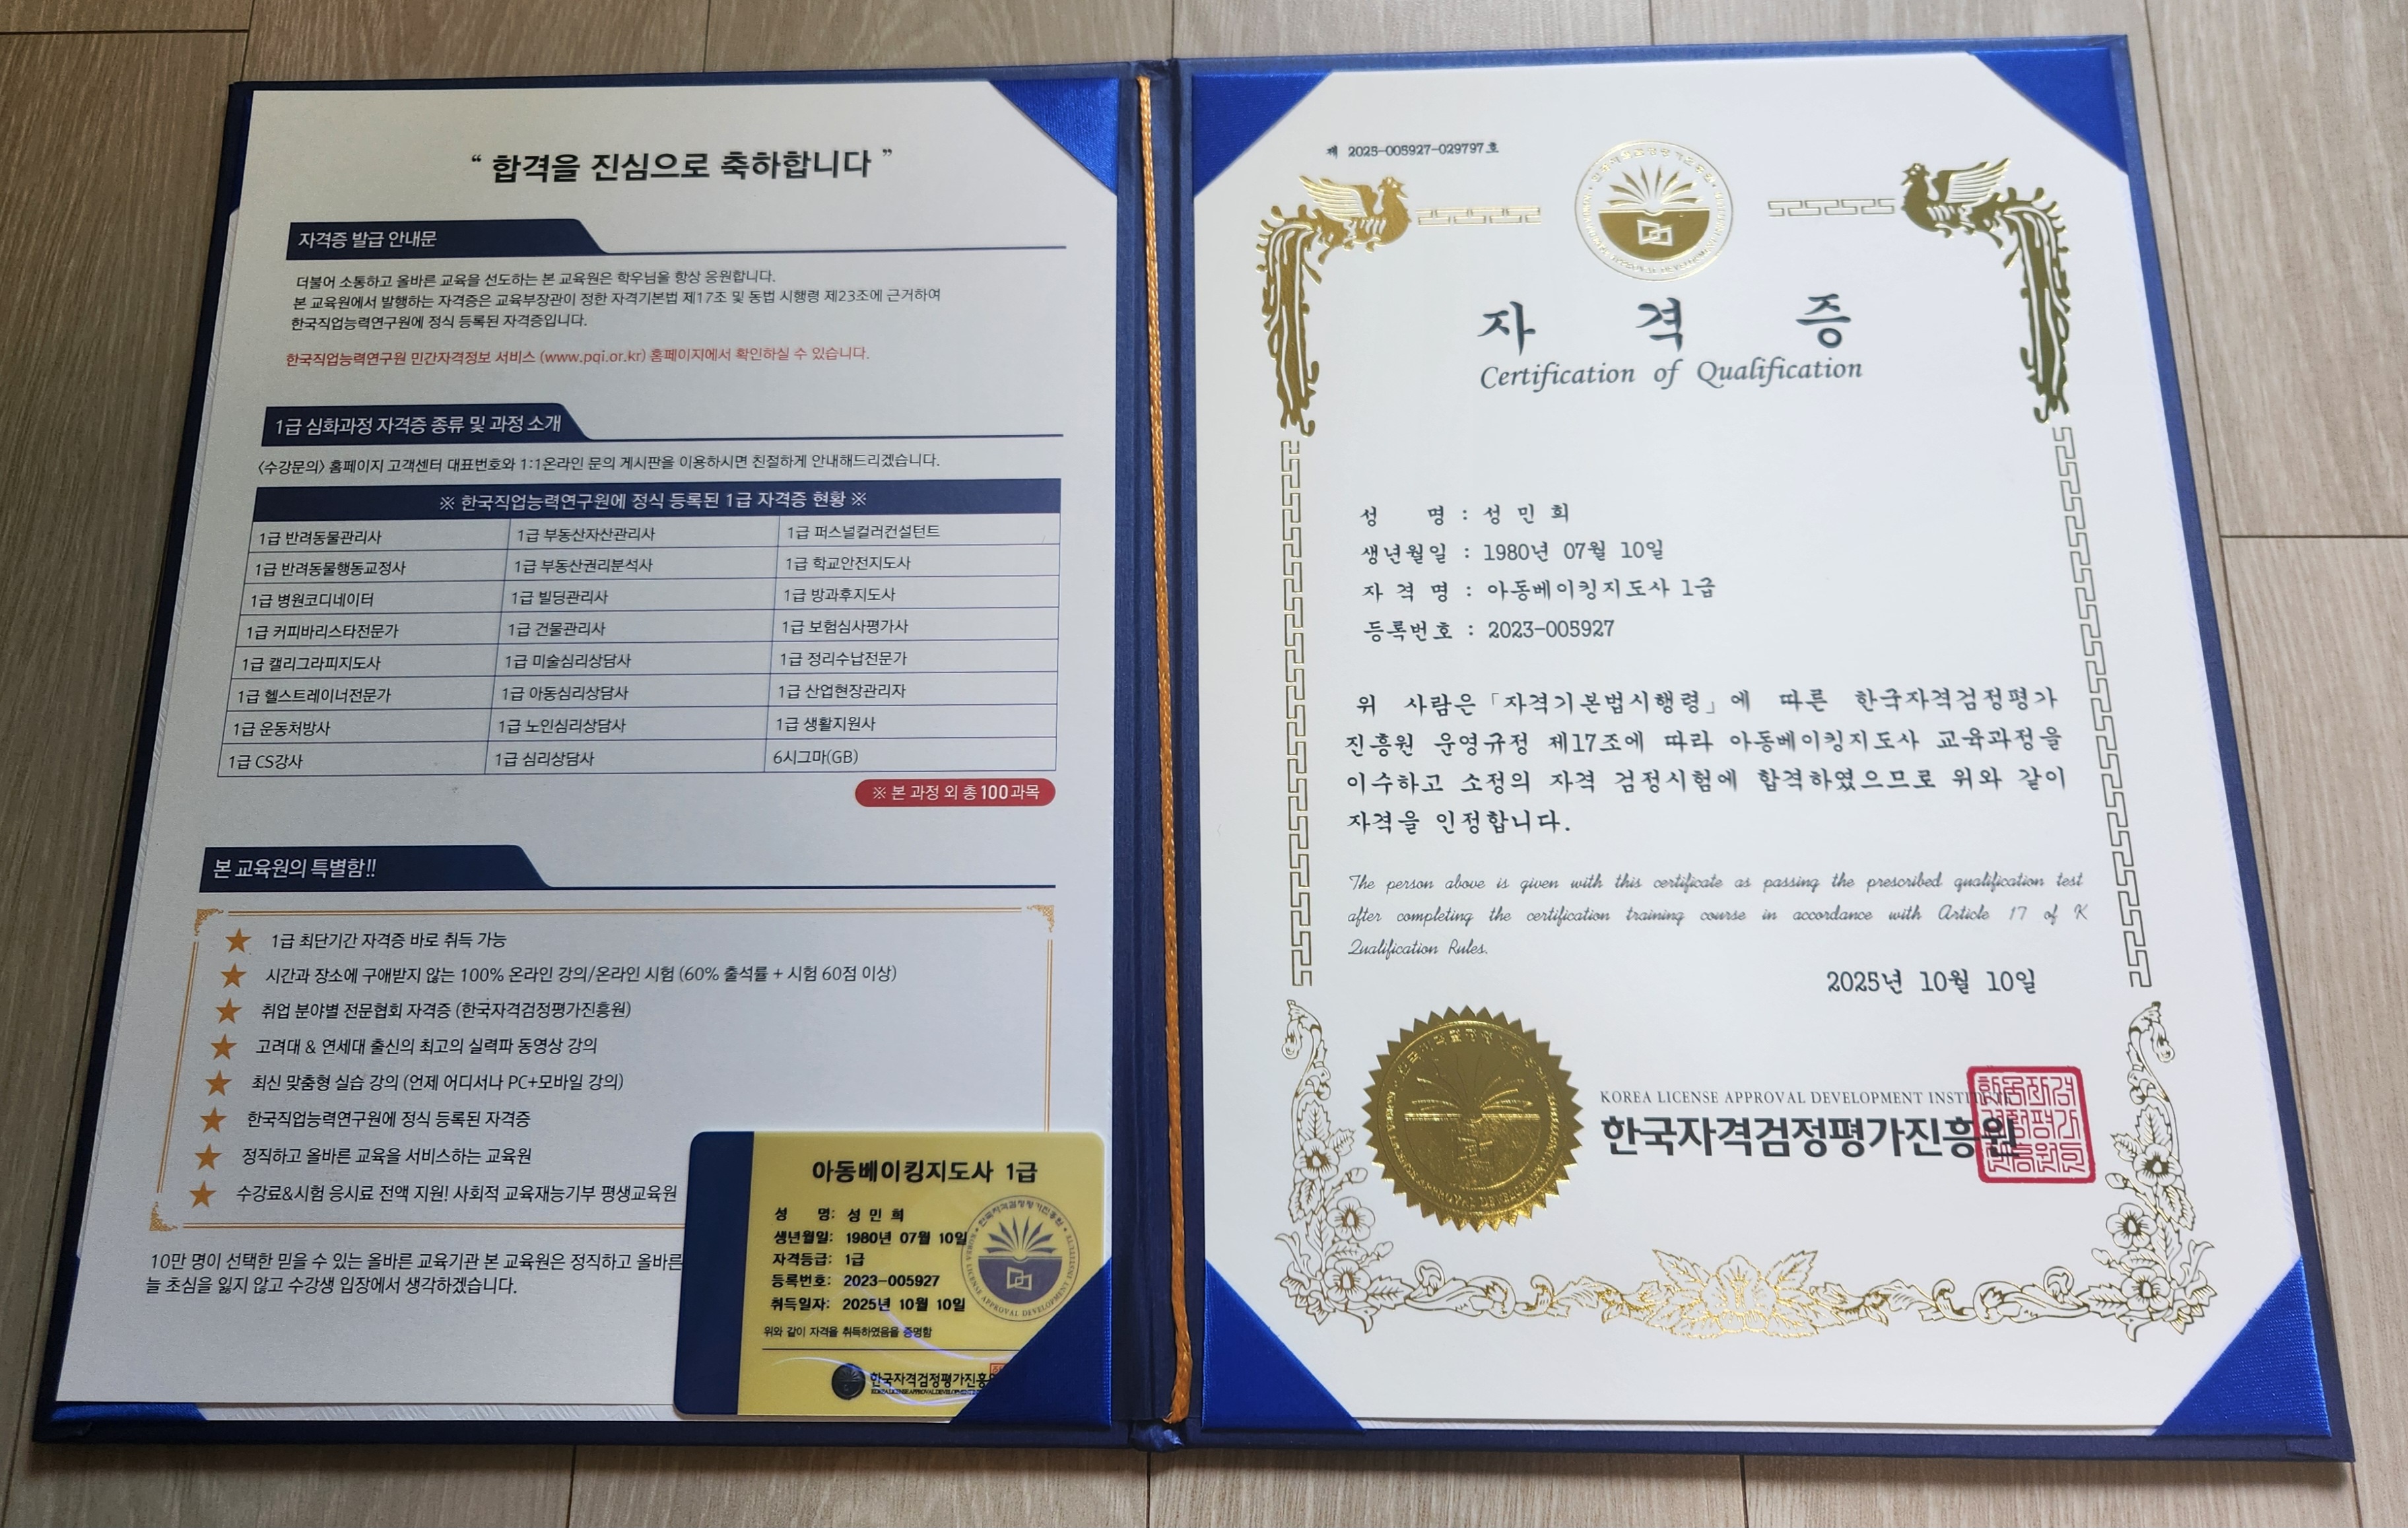 “ 합격을 진심으로 축하합니다 ”
자격증 발급 안내문
더불어 소통하고 올바른 교육을 선도하는 본 교육원은 학우님을 항상 응원합니다.
본 교육원에서 발행하는 자격증은 교육부장관이 정한 자격기본법 제17조 및 동법 시행령 제23조에 근거하여
한국직업능력연구원에 정식 등록된 자격증입니다.
한국직업능력연구원 민간자격정보 서비스 (www.pqi.or.kr) 홈페이지에서 확인하실 수 있습니다.
1급 심화과정 자격증 종류 및 과정 소개
<수강문의> 홈페이지 고객센터 대표번호와 1:1온라인 문의 게시판을 이용하시면 친절하게 안내해드리겠습니다.
※ 한국직업능력연구원에 정식 등록된 1급 자격증 현황 ※
1급 반려동물관리사 1급 부동산자산관리사 1급 퍼스널컬러컨설턴트
1급 반려동물행동교정사 1급 부동산권리분석사 1급 학교안전지도사
1급 병원코디네이터 1급 빌딩관리사 1급 방과후지도사
1급 커피바리스타전문가 1급 건물관리사 1급 보험심사평가사
1급 캘리그라피지도사 1급 미술심리상담사 1급 정리수납전문가
1급 헬스트레이너전문가 1급 아동심리상담사 1급 산업현장관리자
1급 운동처방사 1급 노인심리상담사 1급 생활지원사
1급 CS강사 1급 심리상담사 6시그마(GB)
※ 본 과정 외 총 100과목
본 교육원의 특별함!!
1급 최단기간 자격증 바로 취득 가능
시간과 장소에 구애받지 않는 100% 온라인 강의/온라인 시험 (60% 출석률 + 시험 60점 이상)
취업 분야별 전문협회 자격증 (한국자격검정평가진흥원)
고려대 & 연세대 출신의 최고의 실력파 동영상 강의
최신 맞춤형 실습 강의 (언제 어디서나 PC+모바일 강의)
한국직업능력연구원에 정식 등록된 자격증
정직하고 올바른 교육을 서비스하는 교육원
수강료&시험 응시료 전액 지원! 사회적 교육재능기부 평생교육원
10만 명이 선택한 믿을 수 있는 올바른 교육기관 본 교육원은 정직하고 올바른
늘 초심을 잃지 않고 수강생 입장에서 생각하겠습니다.
아동베이킹지도사 1급
성 명: 성 민 희
생년월일: 1980년 07월 10일
자격등급: 1급
등록번호: 2023-005927
취득일자: 2025년 10월 10일
위와 같이 자격을 취득하였음을 증명함
한국자격검정평가진흥
제 2025-005927-029797호
자 격 증
Certification of Qualification
성 명 : 성 민 희
생년월일 : 1980년 07월 10일
자 격 명 : 아동베이킹지도사 1급
등록번호 : 2023-005927
위 사람은 「자격기본법시행령」에 따른 한국자격검정평가
진흥원 운영규정 제17조에 따라 아동베이킹지도사 교육과정을
이수하고 소정의 자격 검정시험에 합격하였으므로 위와 같이
자격을 인정합니다.
The person above is given with this certificate as passing the prescribed qualification test
after completing the certification training course in accordance with Article 17 of K
Qualification Rules.
2025년 10월 10일
KOREA LICENSE APPROVAL DEVELOPMENT INSTITUTE
한국자격검정평가진흥원